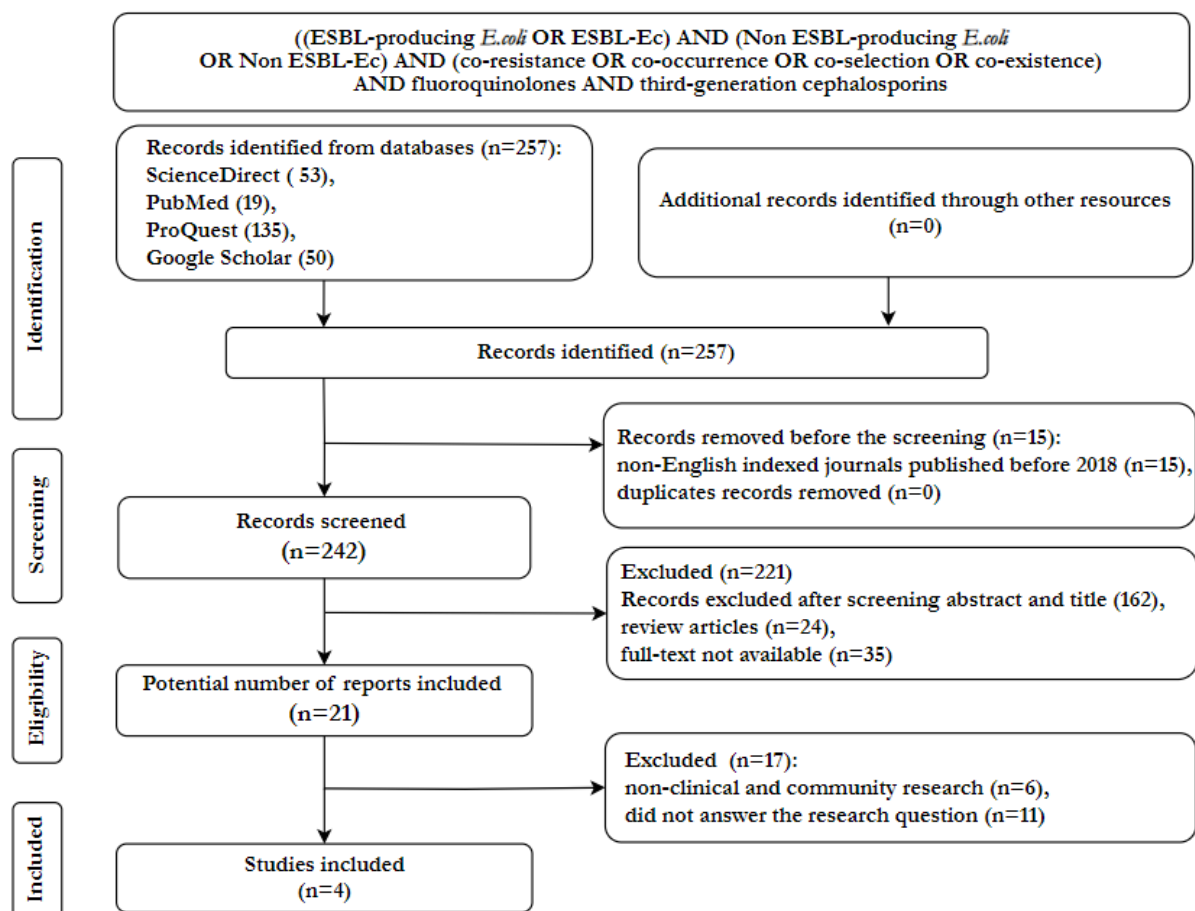 ((ESBL-producing E.coli OR ESBL-Ec) AND (Non ESBL-producing E.coli
OR Non ESBL-Ec) AND (co-resistance OR co-occurrence OR co-selection OR co-existence)
AND fluoroquinolones AND third-generation cephalosporins
Identification
Records identified from databases (n=257):
ScienceDirect ( 53),
PubMed (19),
ProQuest (135),
Google Scholar (50)
Additional records identified through other resources
(n=0)
Records identified (n=257)
Records removed before the screening (n=15):
non-English indexed journals published before 2018 (n=15),
duplicates records removed (n=0)
Screening
Records screened
(n=242)
Excluded (n=221)
Records excluded after screening abstract and title (162),
review articles (n=24),
full-text not available (n=35)
Eligibility
Potential number of reports included
(n=21)
Excluded (n=17):
non-clinical and community research (n=6),
did not answer the research question (n=11)
Included
Studies included
(n=4)